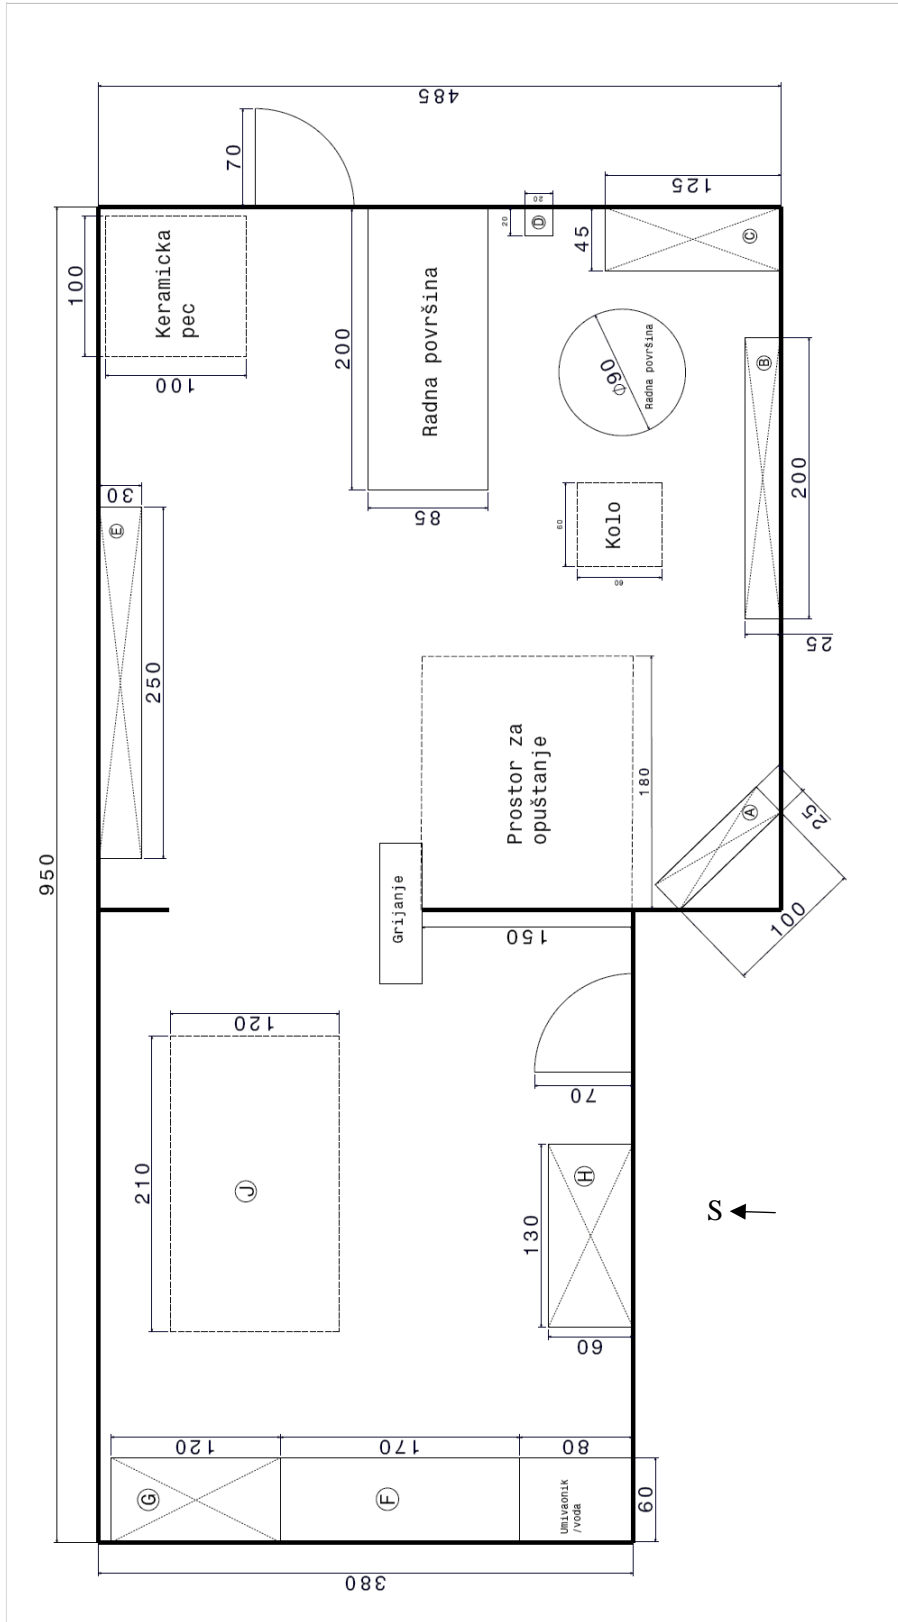 485
70
125
20
20
D
C
45
100
Keramicka
pec
100
200
Radna površina
85
Φ90
Radna površina
B
200
25
30
E
250
60
Kolo
60
Prostor za
opuštanje
180
A
25
100
950
Grijanje
150
120
210
J
70
H
130
60
S
120
170
80
G
F
Umivaonik
/voda
60
380